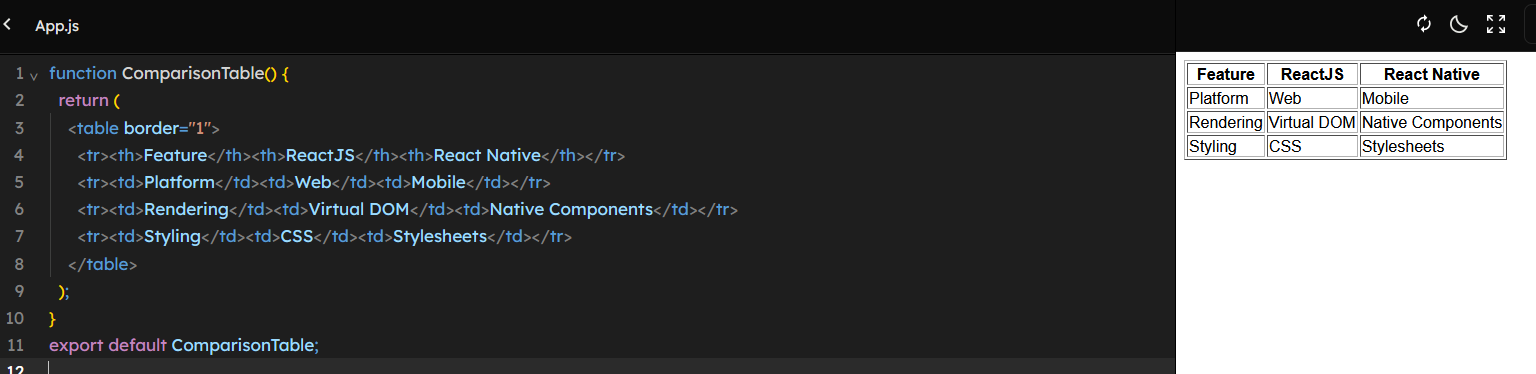 App.js
1 function ComparisonTable() {
2 return (
3 <table border="1">
4 <tr><th>Feature</th><th>ReactJS</th><th>React Native</th></tr>
5 <tr><td>Platform</td><td>Web</td><td>Mobile</td></tr>
6 <tr><td>Rendering</td><td>Virtual DOM</td><td>Native Components</td></tr>
7 <tr><td>Styling</td><td>CSS</td><td>Stylesheets</td></tr>
8 </table>
9 );
10 }
11 export default ComparisonTable;
12
Feature ReactJS React Native
Platform Web Mobile
Rendering Virtual DOM Native Components
Styling CSS Stylesheets